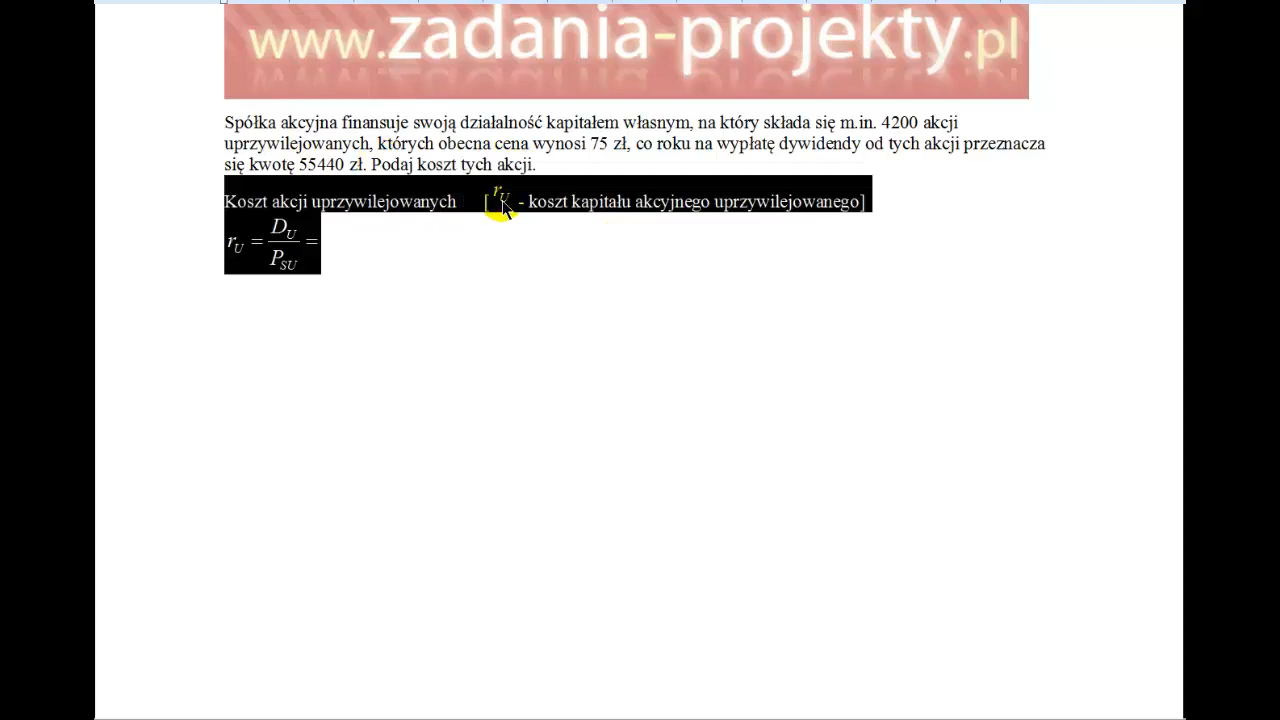 www.zadania-projekty.pl
Spółka akcyjna finansuje swoją działalność kapitałem własnym, na który składa się m.in. 4200 akcji
uprzywilejowanych, których obecna cena wynosi 75 zł, co roku na wypłatę dywidendy od tych akcji przeznacza
się kwotę 55440 zł. Podaj koszt tych akcji.
Koszt akcji uprzywilejowanych [r_U - koszt kapitału akcyjnego uprzywilejowanego]
r_U = D_U / P_SU =